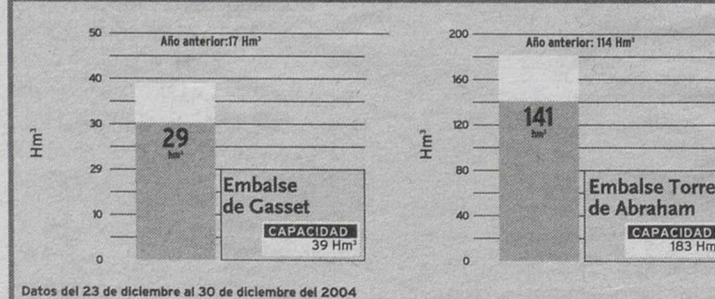 50
Año anterior:17 Hm³
40
30
29
hm³
Hm³
29
10
0
Embalse
de Gasset
CAPACIDAD
39 Hm³
200
Año anterior: 114 Hm³
160
141
hm³
Hm³
120
80
40
0
Embalse Torre
de Abraham
CAPACIDAD
183 Hm
Datos del 23 de diciembre al 30 de diciembre del 2004